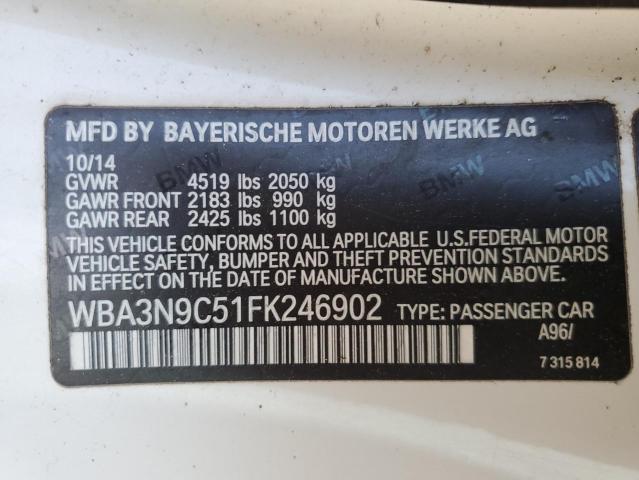 MFD BY BAYERISCHE MOTOREN WERKE AG
10/14
GVWR 4519 lbs 2050 kg
GAWR FRONT 2183 lbs 990 kg
GAWR REAR 2425 lbs 1100 kg
THIS VEHICLE CONFORMS TO ALL APPLICABLE U.S.FEDERAL MOTOR
VEHICLE SAFETY, BUMPER AND THEFT PREVENTION STANDARDS
IN EFFECT ON THE DATE OF MANUFACTURE SHOWN ABOVE.
WBA3N9C51FK246902 TYPE: PASSENGER CAR
A96/
7 315 814
BMW
BMW
BMW